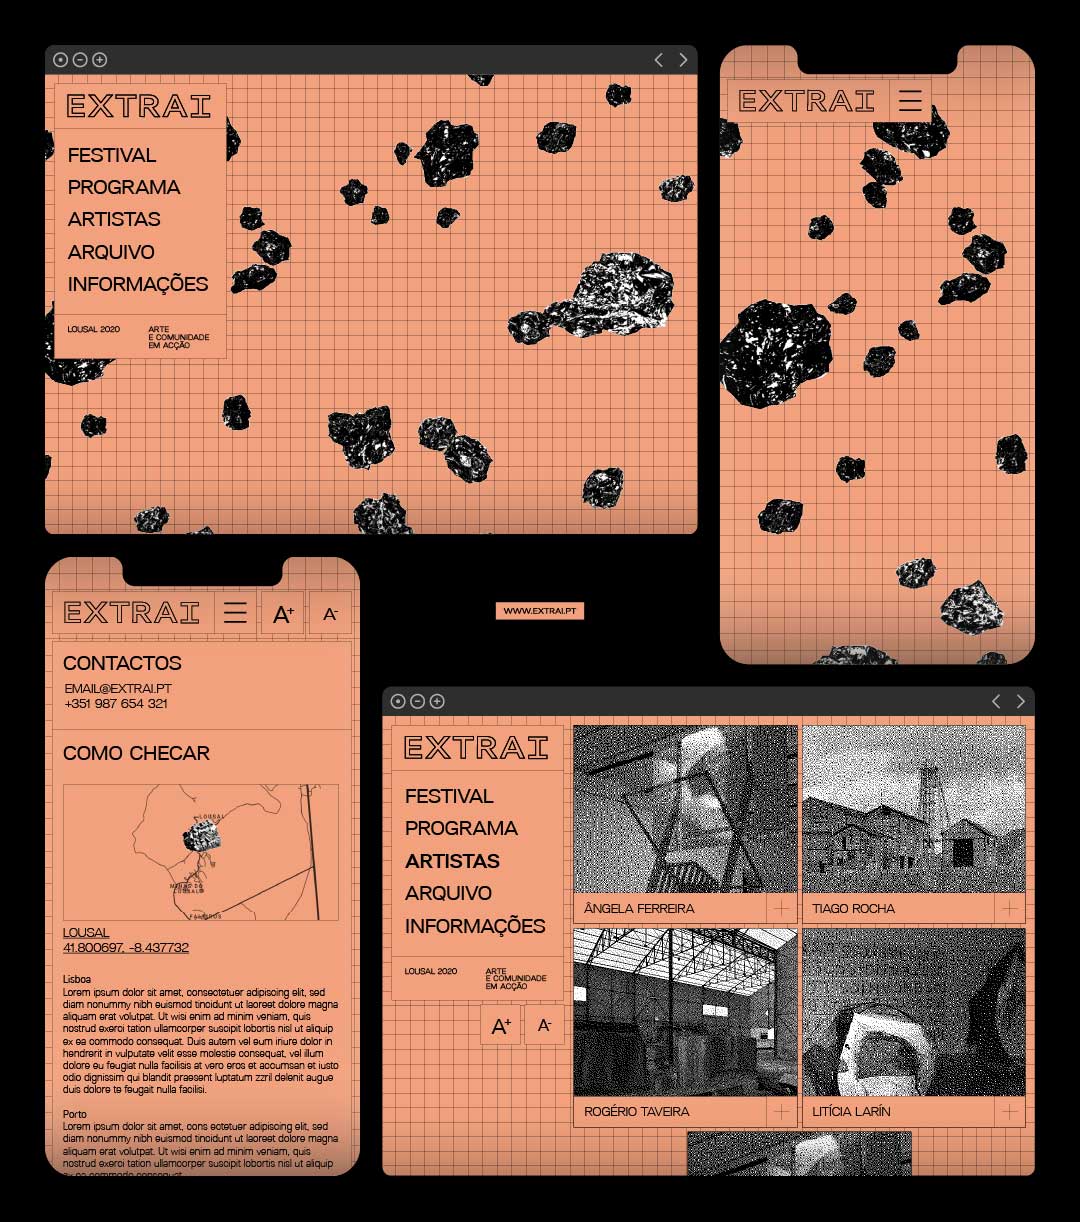 EXTRAI
FESTIVAL
PROGRAMA
ARTISTAS
ARQUIVO
INFORMAÇÕES
LOUSAL 2020
ARTE
E COMUNIDADE
EM ACÇÃO
EXTRAI
EXTRAI
A+
A-
CONTACTOS
EMAIL@EXTRAI.PT
+351 987 654 321
COMO CHECAR
LOUSAL
MINAS DO
LOUSAL
LOUSAL
41.800697, -8.437732
Lisboa
Lorem ipsum dolor sit amet, consectetuer adipiscing elit, sed
diam nonummy nibh euismod tincidunt ut laoreet dolore magna
aliquam erat volutpat. Ut wisi enim ad minim veniam, quis
nostrud exerci tation ullamcorper suscipit lobortis nisl ut aliquip
ex ea commodo consequat. Duis autem vel eum iriure dolor in
hendrerit in vulputate velit esse molestie consequat, vel illum
dolore eu feugiat nulla facilisis at vero eros et accumsan et iusto
odio dignissim qui blandit praesent luptatum zzril delenit augue
duis dolore te feugait nulla facilisi.
Porto
Lorem ipsum dolor sit amet, cons ectetuer adipiscing elit, sed
diam nonummy nibh euismod tincidunt ut laoreet dolore magna
aliquam erat volutpat. Ut wisi enim ad minim veniam, quis
nostrud exerci tation ullamcorper suscipit lobortis nisl ut aliquip
ex ea commodo consequat.
WWW.EXTRAI.PT
EXTRAI
FESTIVAL
PROGRAMA
ARTISTAS
ARQUIVO
INFORMAÇÕES
LOUSAL 2020
ARTE
E COMUNIDADE
EM ACÇÃO
A+
A-
ÂNGELA FERREIRA
TIAGO ROCHA
ROGÉRIO TAVEIRA
LITÍCIA LARÍN